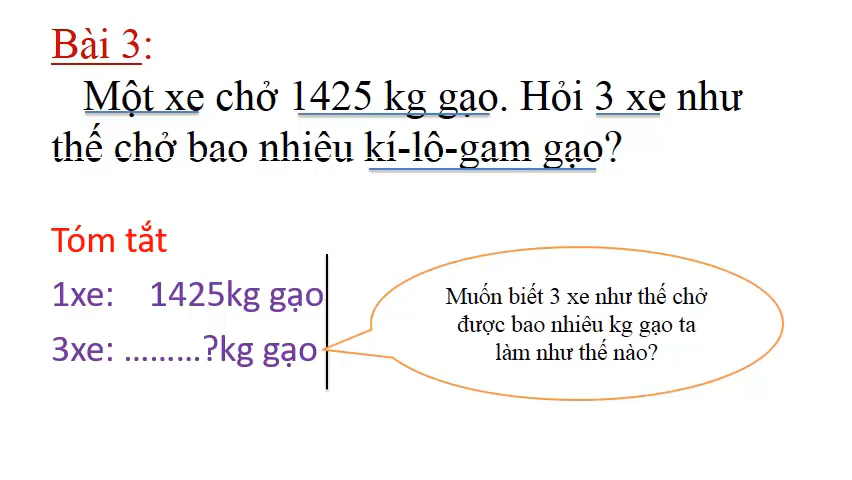 Bài 3:
Một xe chở 1425 kg gạo. Hỏi 3 xe như
thế chở bao nhiêu kí-lô-gam gạo?
Tóm tắt
1xe: 1425kg gạo
3xe: .........?kg gạo
Muốn biết 3 xe như thế chở
được bao nhiêu kg gạo ta
làm như thế nào?